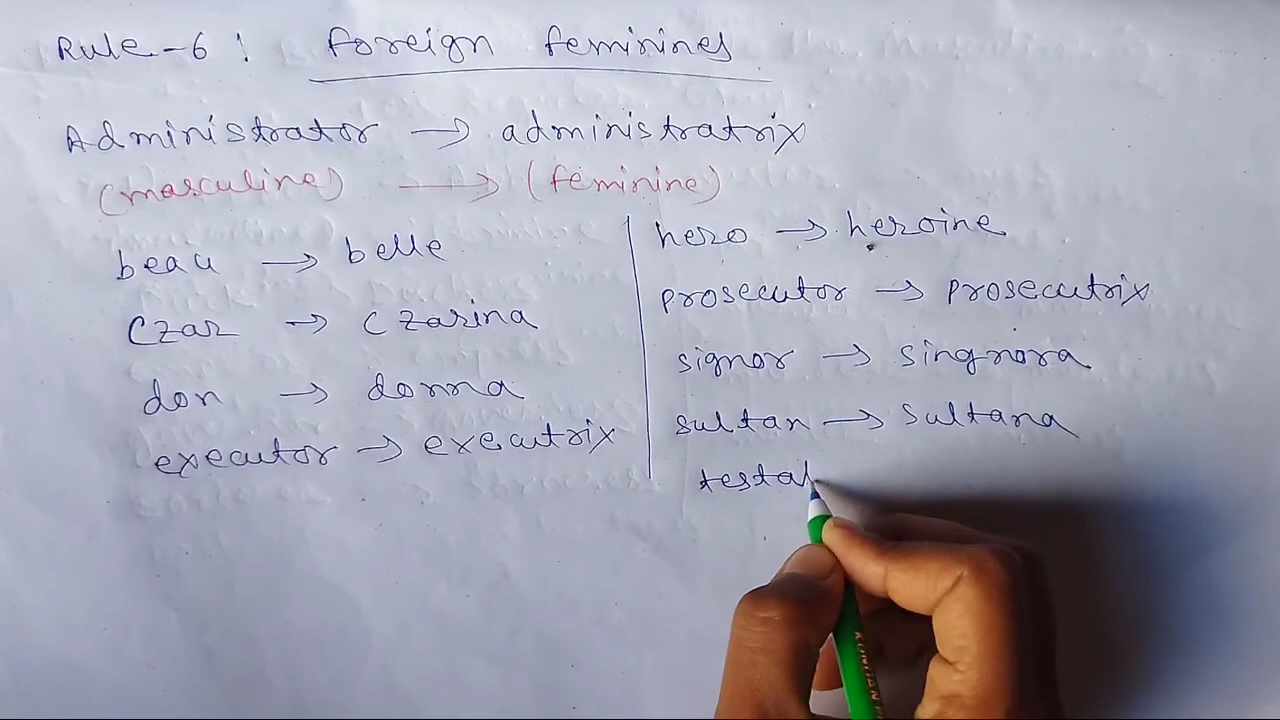 Rule-6: Foreign feminines
Administrator → administratrix
(masculine) → (feminine)
beau → belle
czar → czarina
don → donna
executor → executrix
hero → heroine
prosecutor → prosecutrix
signor → singnora
sultan → sultana
testat